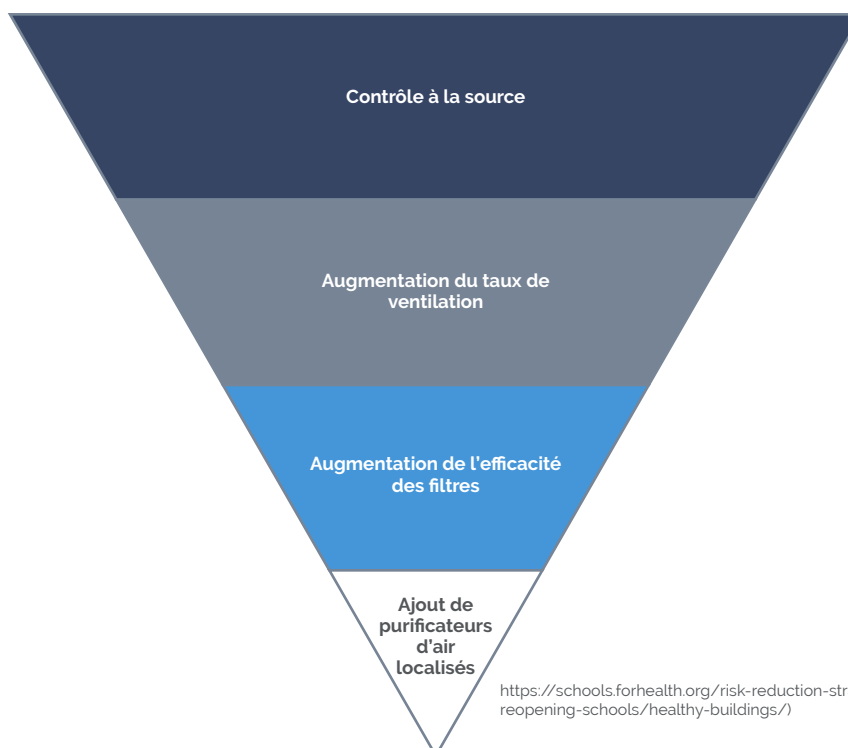 Contrôle à la source
Augmentation du taux de
ventilation
Augmentation de l'efficacité
des filtres
Ajout de
purificateurs
d'air
localisés
https://schools.forhealth.org/risk-reduction-str
reopening-schools/healthy-buildings/)